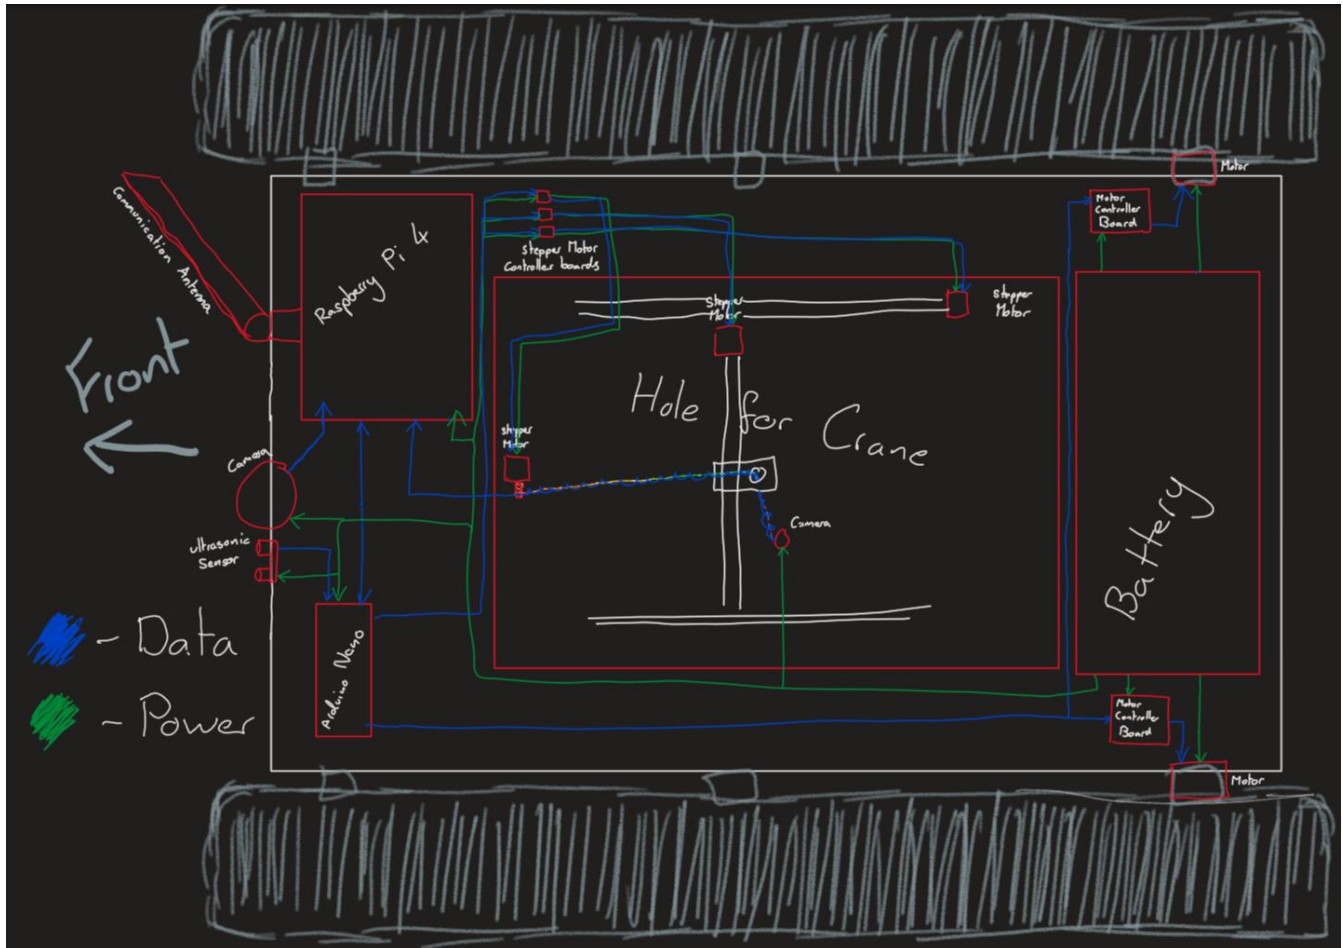 Communication Antenna
Raspberry Pi 4
Stepper Motor
Controller boards
Motor
Motor
Controller
Board
Stepper
Motor
Stepper
Motor
Front
Hole for Crane
Camera
Stepper
Motor
Camera
Ultrasonic
Sensor
Battery
- Data
- Power
Arduino Nano
Motor
Controller
Board
Motor